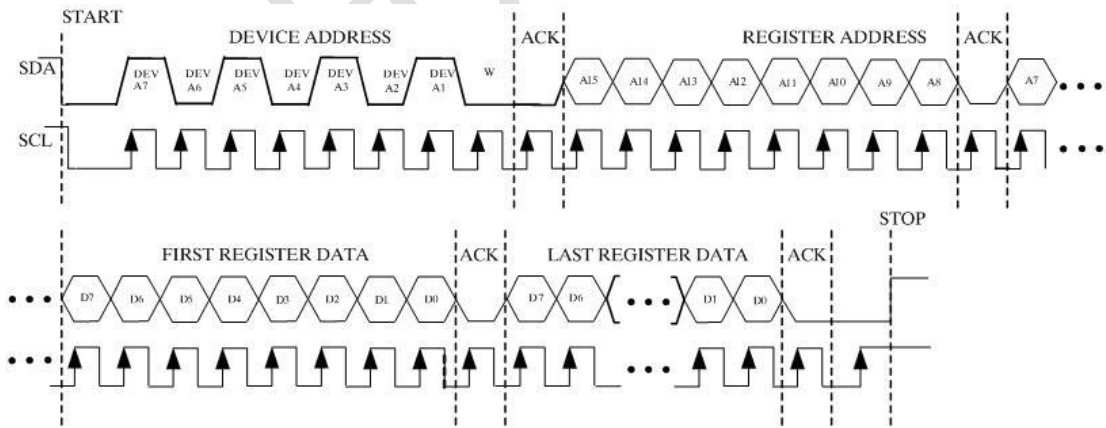 START
DEVICE ADDRESS ACK REGISTER ADDRESS ACK
SDA DEV A7 DEV A6 DEV A5 DEV A4 DEV A3 DEV A2 DEV A1 W A15 A14 A13 A12 A11 A10 A9 A8 A7
SCL
STOP
FIRST REGISTER DATA ACK LAST REGISTER DATA ACK
D7 D6 D5 D4 D3 D2 D1 D0 D7 D6 D1 D0